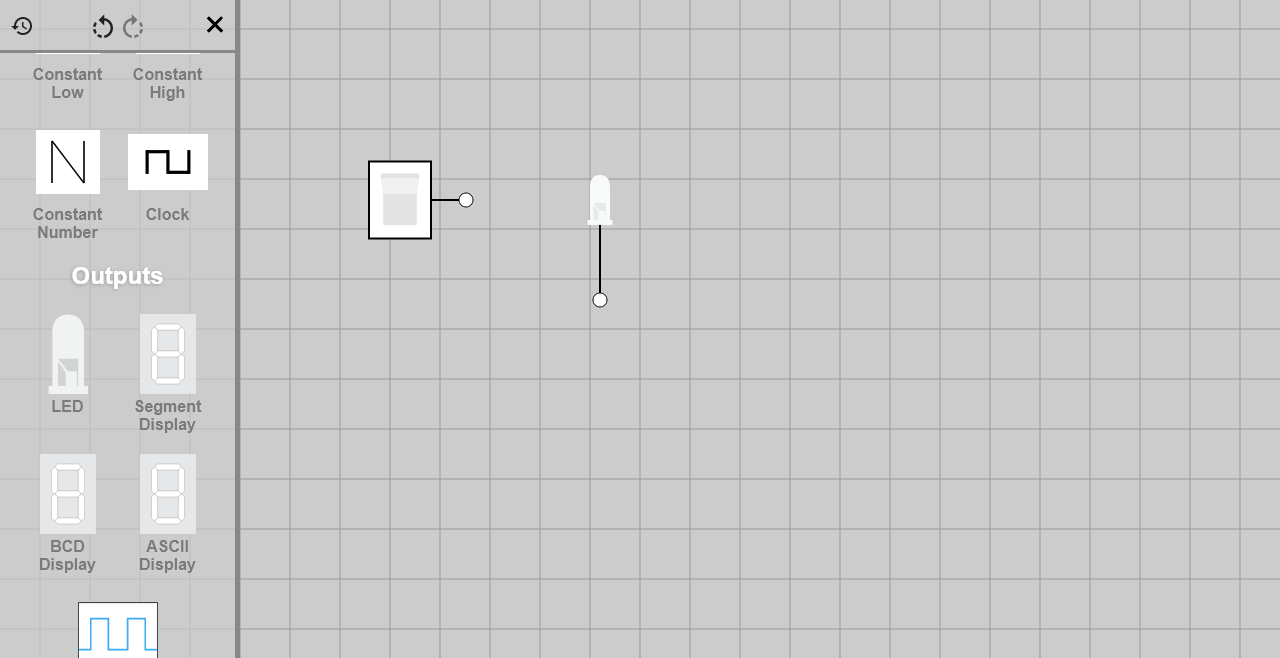 Constant Constant
Low High
Constant Clock
Number
Outputs
LED Segment
Display
BCD ASCII
Display Display